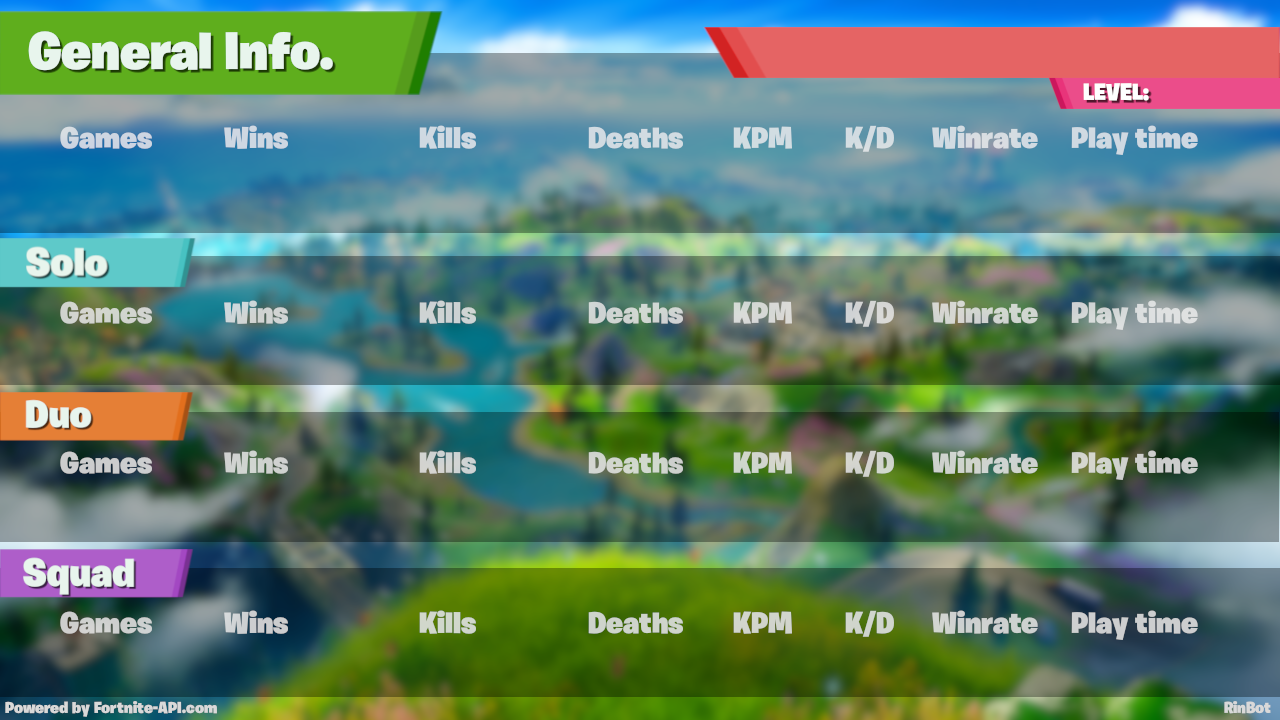 General Info.
LEVEL:
Games Wins Kills Deaths KPM K/D Winrate Play time
Solo
Games Wins Kills Deaths KPM K/D Winrate Play time
Duo
Games Wins Kills Deaths KPM K/D Winrate Play time
Squad
Games Wins Kills Deaths KPM K/D Winrate Play time
Powered by Fortnite-API.com
RinBot